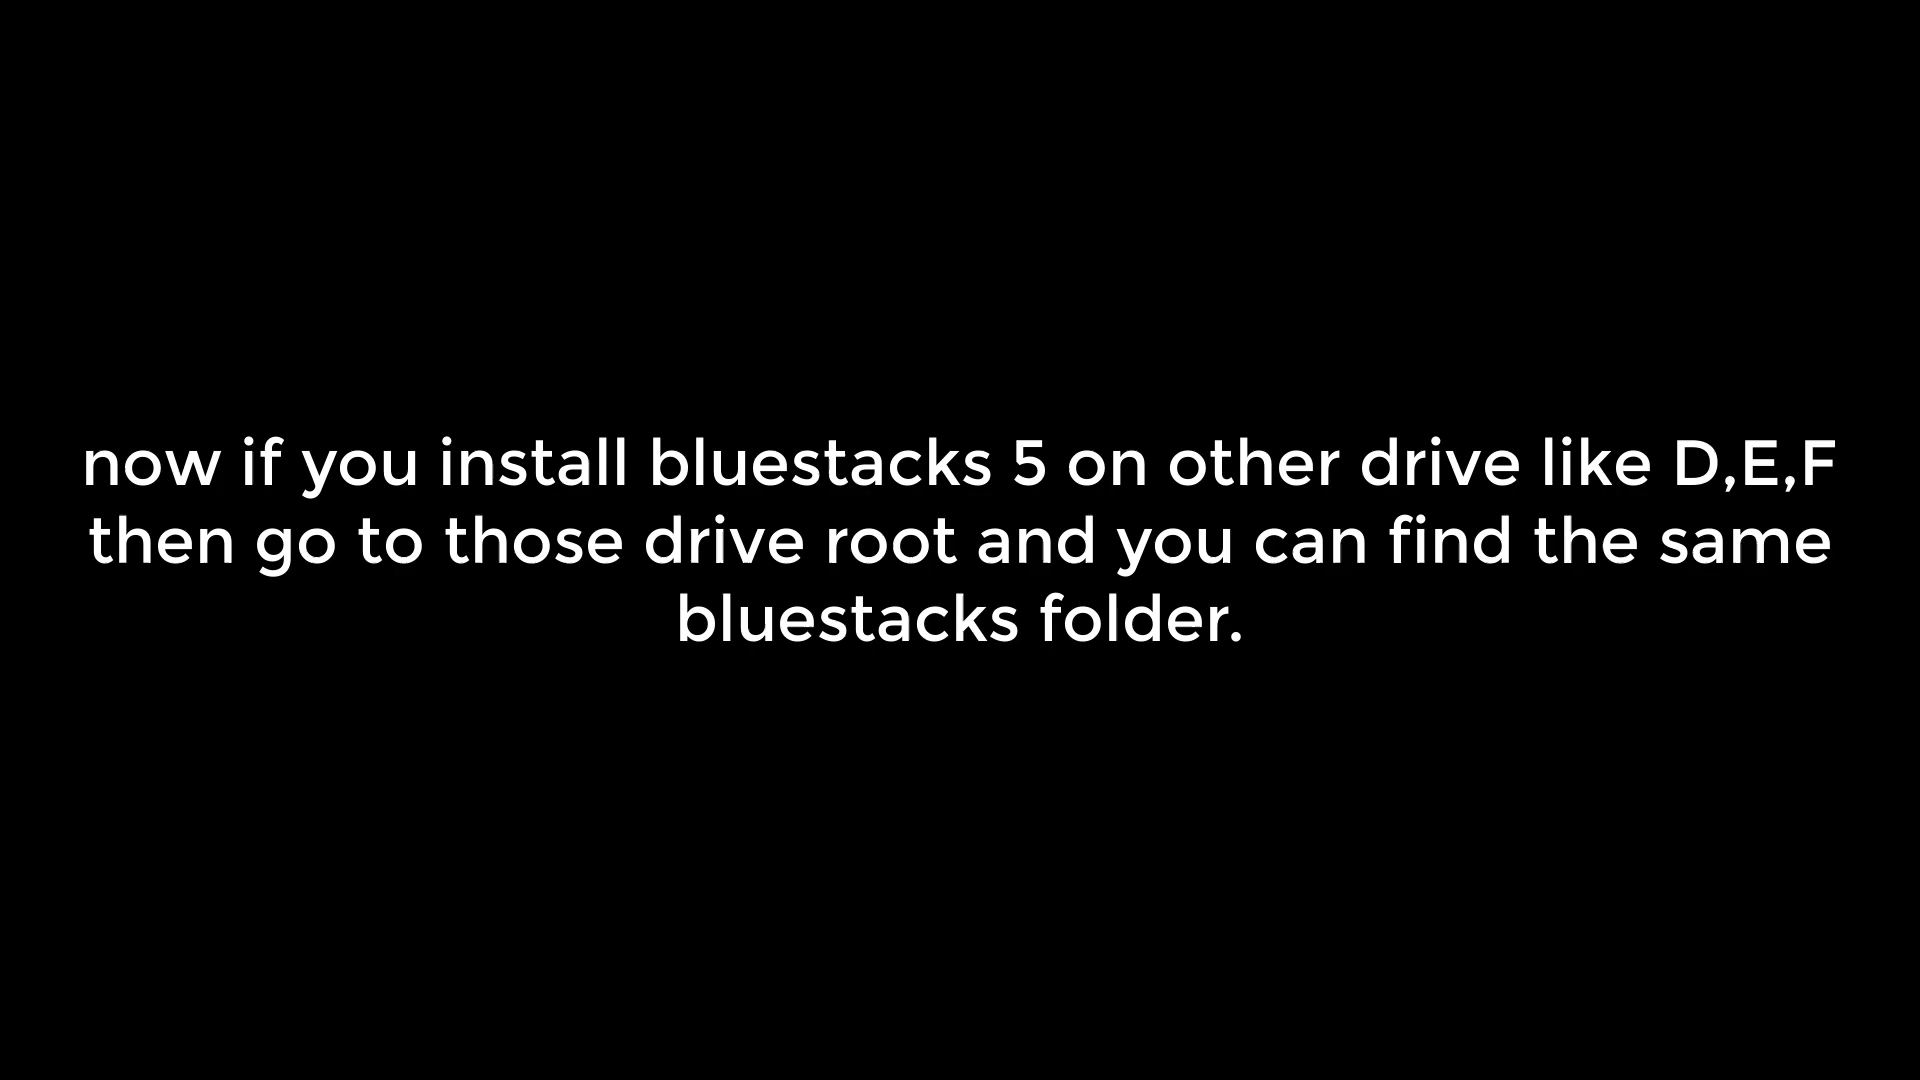 now if you install bluestacks 5 on other drive like D,E,F
then go to those drive root and you can find the same
bluestacks folder.